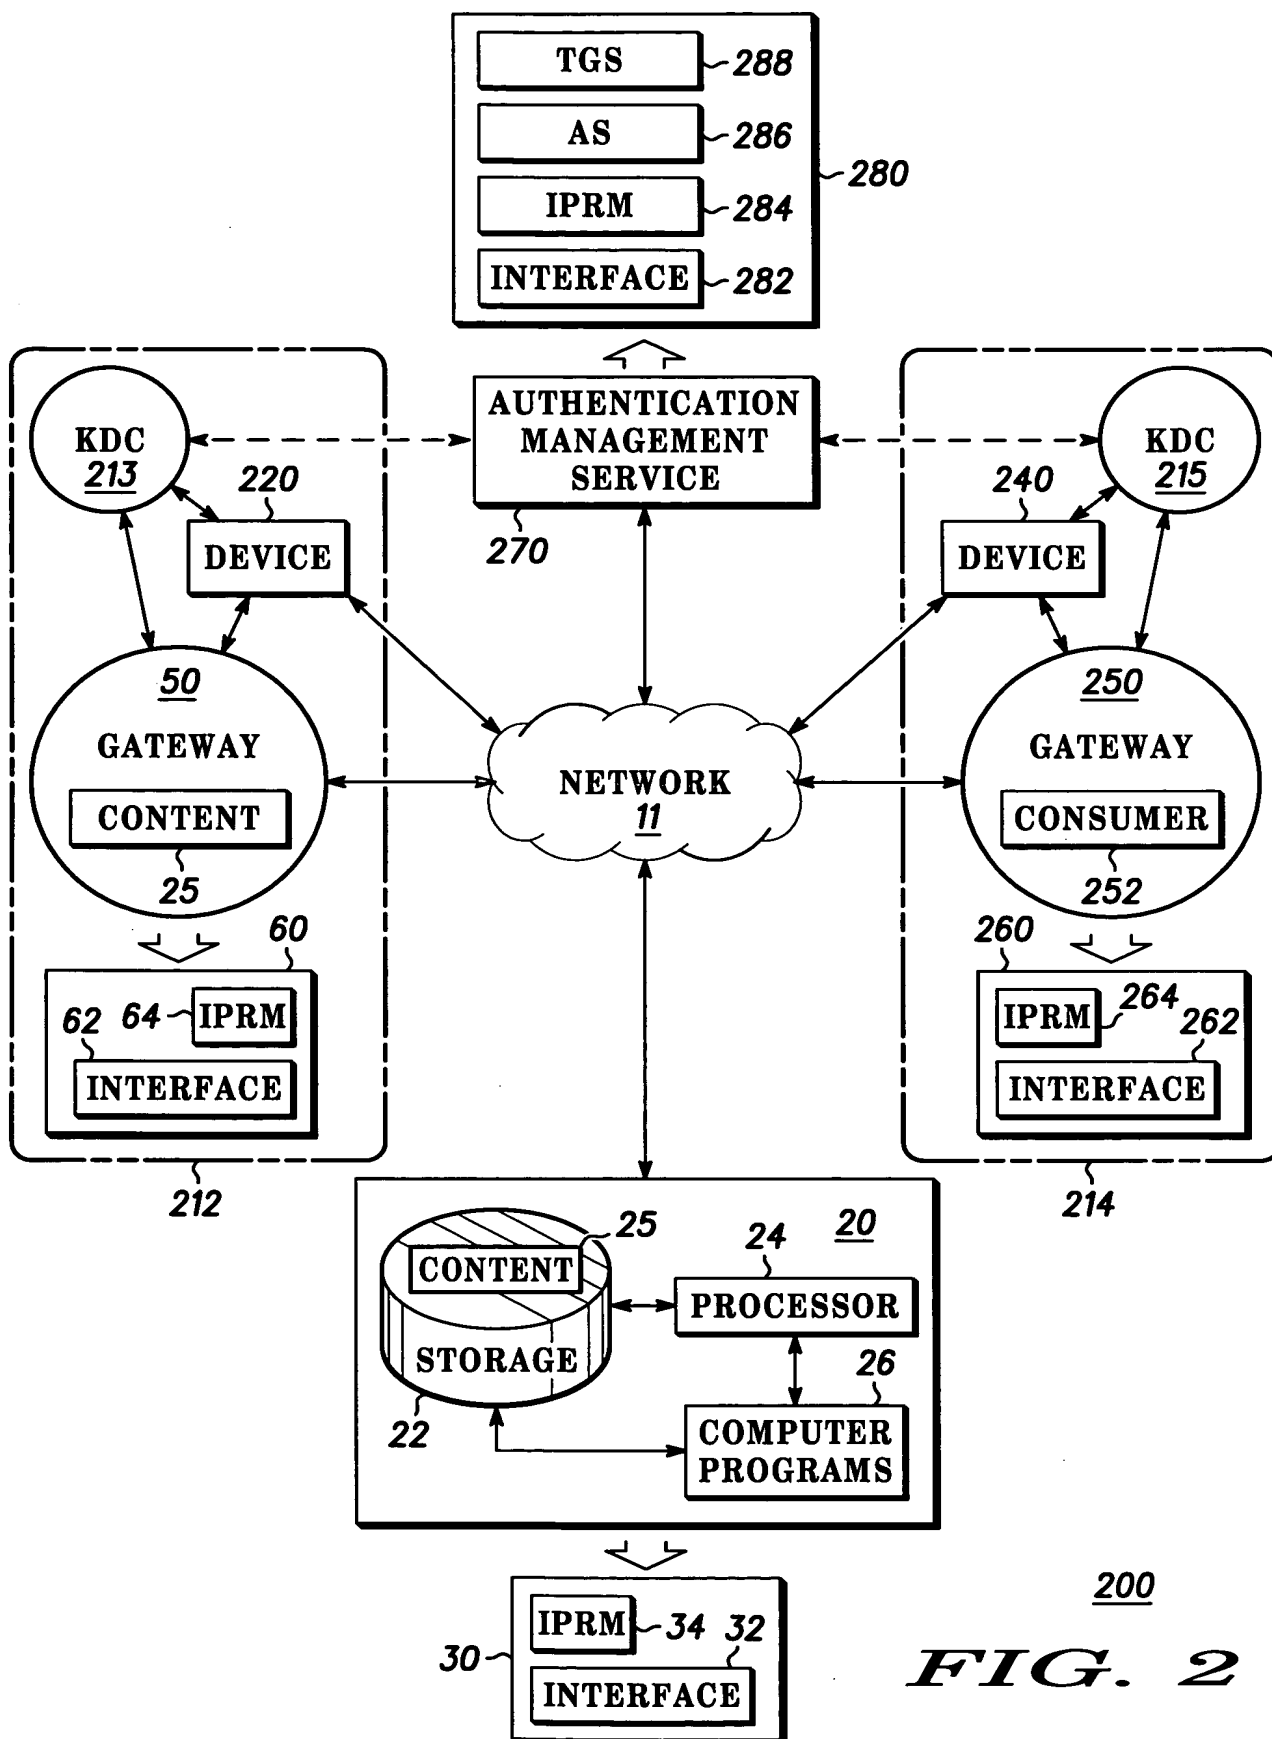 TGS
288
AS
286
280
IPRM
284
INTERFACE
282
KDC
213
220
DEVICE
AUTHENTICATION
MANAGEMENT
SERVICE
270
KDC
215
240
DEVICE
50
GATEWAY
CONTENT
25
NETWORK
11
250
GATEWAY
CONSUMER
252
60
64
IPRM
62
INTERFACE
212
260
IPRM
264
262
INTERFACE
214
25
20
CONTENT
24
PROCESSOR
STORAGE
22
26
COMPUTER
PROGRAMS
IPRM
34
32
30
INTERFACE
200
FIG. 2